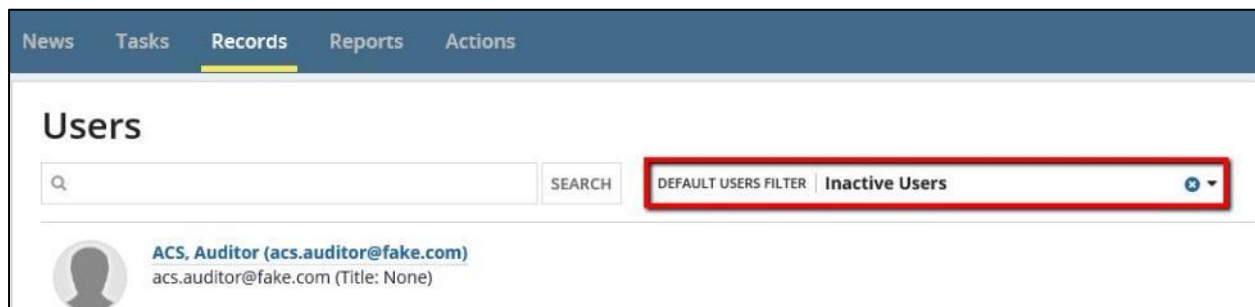 News Tasks Records Reports Actions
Users
SEARCH DEFAULT USERS FILTER Inactive Users
ACS, Auditor (acs.auditor@fake.com)
acs.auditor@fake.com (Title: None)